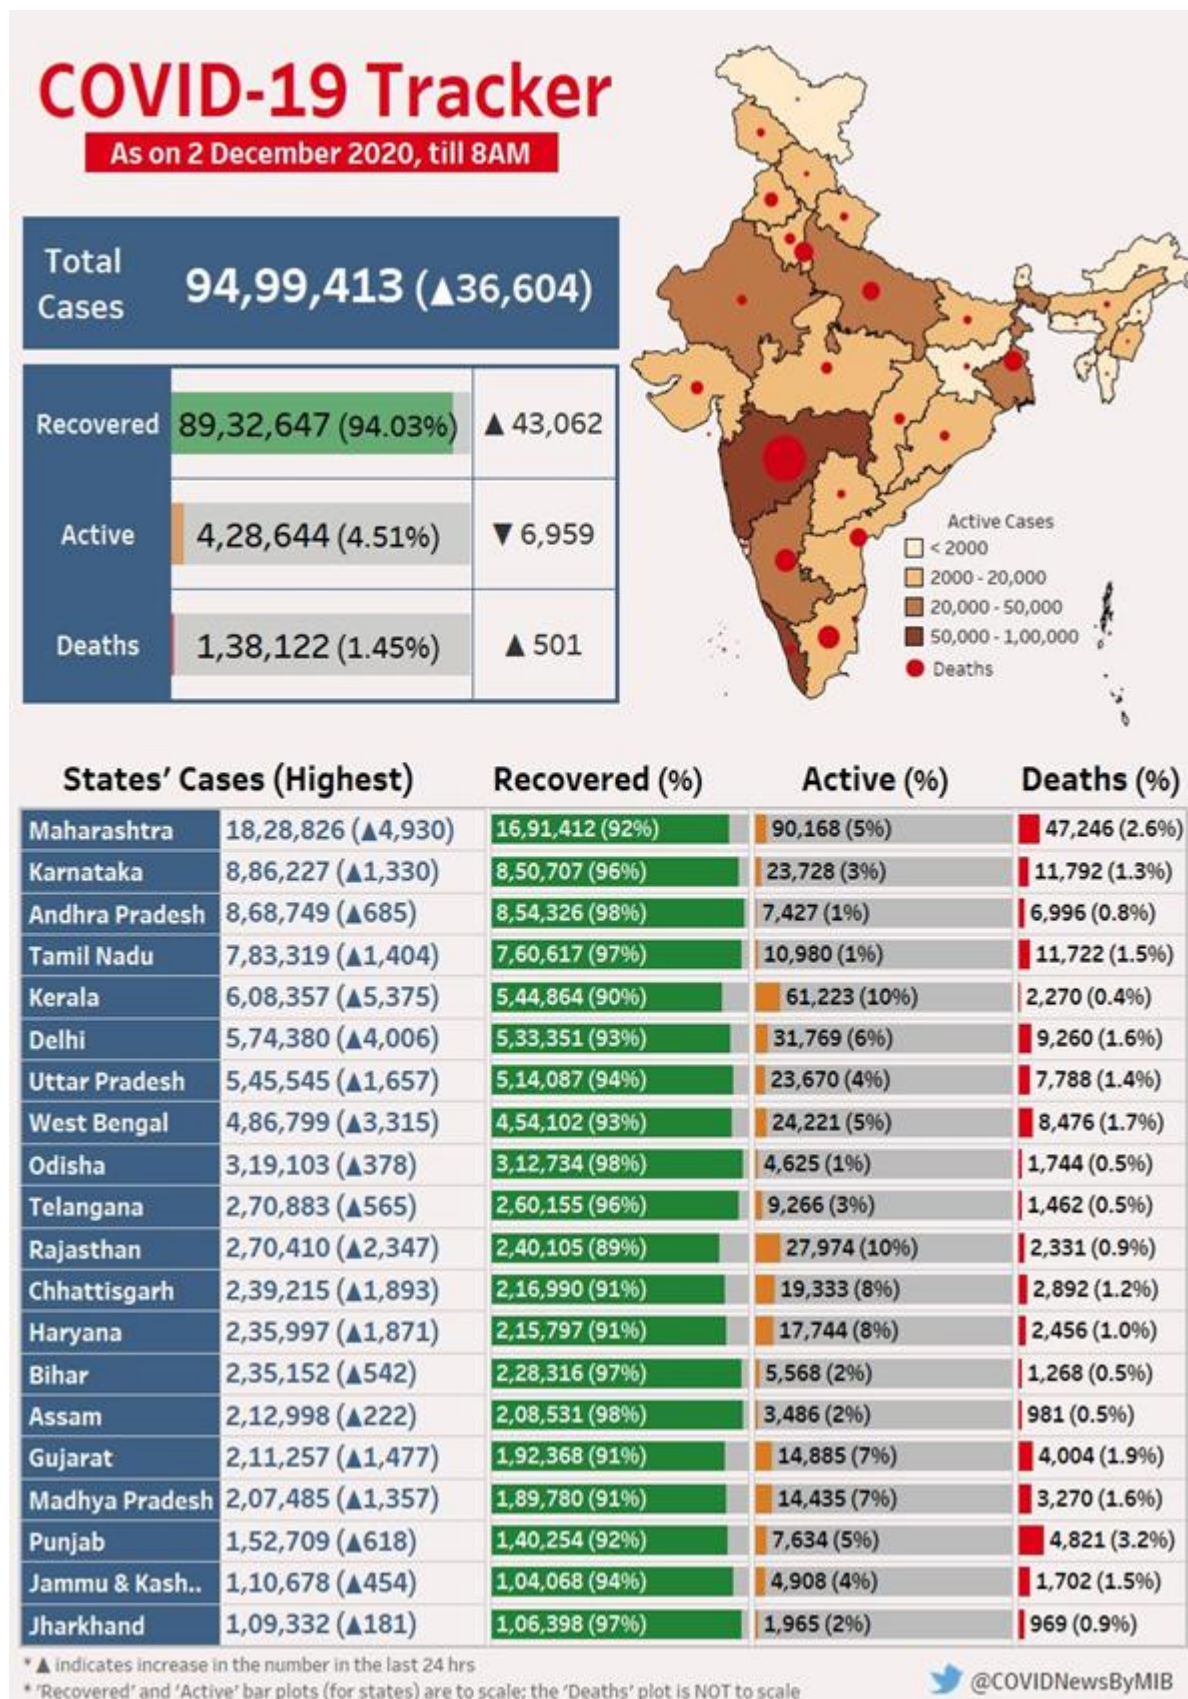 COVID-19 Tracker
As on 2 December 2020, till 8AM
Total Cases 94,99,413 (▲36,604)
Recovered 89,32,647 (94.03%) ▲ 43,062
Active 4,28,644 (4.51%) ▼ 6,959
Deaths 1,38,122 (1.45%) ▲ 501
Active Cases
< 2000
2000 - 20,000
20,000 - 50,000
50,000 - 1,00,000
Deaths
States' Cases (Highest) Recovered (%) Active (%) Deaths (%)
Maharashtra 18,28,826 (▲4,930) 16,91,412 (92%) 90,168 (5%) 47,246 (2.6%)
Karnataka 8,86,227 (▲1,330) 8,50,707 (96%) 23,728 (3%) 11,792 (1.3%)
Andhra Pradesh 8,68,749 (▲685) 8,54,326 (98%) 7,427 (1%) 6,996 (0.8%)
Tamil Nadu 7,83,319 (▲1,404) 7,60,617 (97%) 10,980 (1%) 11,722 (1.5%)
Kerala 6,08,357 (▲5,375) 5,44,864 (90%) 61,223 (10%) 2,270 (0.4%)
Delhi 5,74,380 (▲4,006) 5,33,351 (93%) 31,769 (6%) 9,260 (1.6%)
Uttar Pradesh 5,45,545 (▲1,657) 5,14,087 (94%) 23,670 (4%) 7,788 (1.4%)
West Bengal 4,86,799 (▲3,315) 4,54,102 (93%) 24,221 (5%) 8,476 (1.7%)
Odisha 3,19,103 (▲378) 3,12,734 (98%) 4,625 (1%) 1,744 (0.5%)
Telangana 2,70,883 (▲565) 2,60,155 (96%) 9,266 (3%) 1,462 (0.5%)
Rajasthan 2,70,410 (▲2,347) 2,40,105 (89%) 27,974 (10%) 2,331 (0.9%)
Chhattisgarh 2,39,215 (▲1,893) 2,16,990 (91%) 19,333 (8%) 2,892 (1.2%)
Haryana 2,35,997 (▲1,871) 2,15,797 (91%) 17,744 (8%) 2,456 (1.0%)
Bihar 2,35,152 (▲542) 2,28,316 (97%) 5,568 (2%) 1,268 (0.5%)
Assam 2,12,998 (▲222) 2,08,531 (98%) 3,486 (2%) 981 (0.5%)
Gujarat 2,11,257 (▲1,477) 1,92,368 (91%) 14,885 (7%) 4,004 (1.9%)
Madhya Pradesh 2,07,485 (▲1,357) 1,89,780 (91%) 14,435 (7%) 3,270 (1.6%)
Punjab 1,52,709 (▲618) 1,40,254 (92%) 7,634 (5%) 4,821 (3.2%)
Jammu & Kash.. 1,10,678 (▲454) 1,04,068 (94%) 4,908 (4%) 1,702 (1.5%)
Jharkhand 1,09,332 (▲181) 1,06,398 (97%) 1,965 (2%) 969 (0.9%)
* ▲ indicates increase in the number in the last 24 hrs
* 'Recovered' and 'Active' bar plots (for states) are to scale; the 'Deaths' plot is NOT to scale
@COVIDNewsByMIB